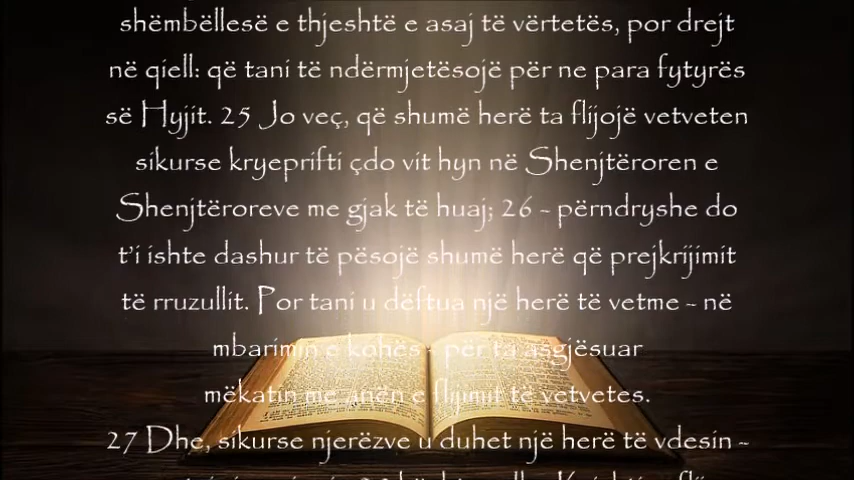 shëmbëllesë e thjeshtë e asaj të vërtetës, por drejt
në qiell: që tani të ndërmjetësojë për ne para fytyrës
së Hyjit. 25 Jo veç, që shumë herë ta flijojë vetveten
sikurse kryeprifti çdo vit hyn në Shenjtëroren e
Shenjtëroreve me gjak të huaj; 26 - përndryshe do
t'i ishte dashur të pësojë shumë herë që prejkrijimit
të rruzullit. Por tani u dëftua një herë të vetme - në
mbarimin e kohës - për ta asgjësuar
mëkatin me anën e flijimit të vetvetes.
27 Dhe, sikurse njerëzve u duhet një herë të vdesin -